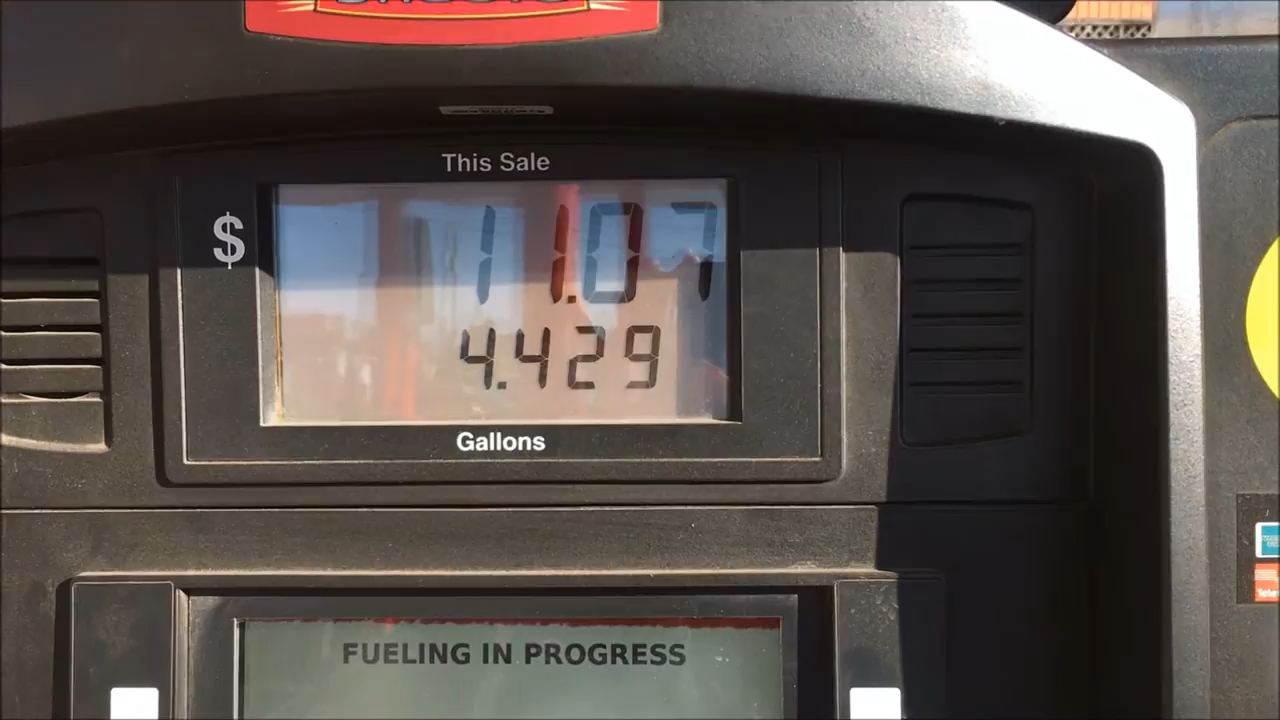 This Sale
$ 11.07
4.429
Gallons
FUELING IN PROGRESS